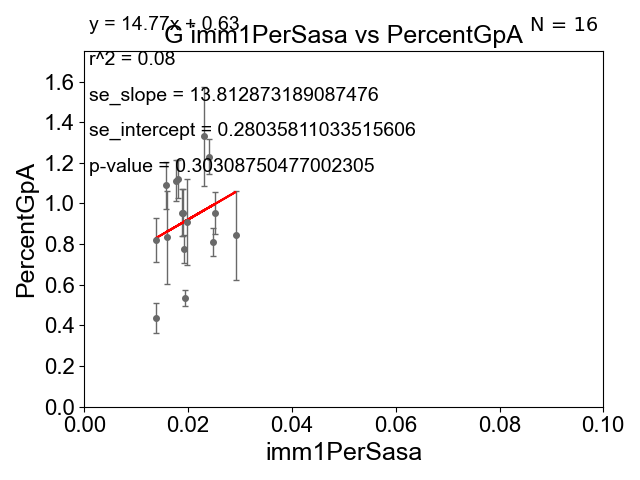 y = 14.77x + 0.63
N = 16
G imm1PerSasa vs PercentGpA
r^2 = 0.08
se_slope = 13.812873189087476
se_intercept = 0.28035811033515606
p-value = 0.30308750477002305
PercentGpA
1.6
1.4
1.2
1.0
0.8
0.6
0.4
0.2
0.0
0.00 0.02 0.04 0.06 0.08 0.10
imm1PerSasa